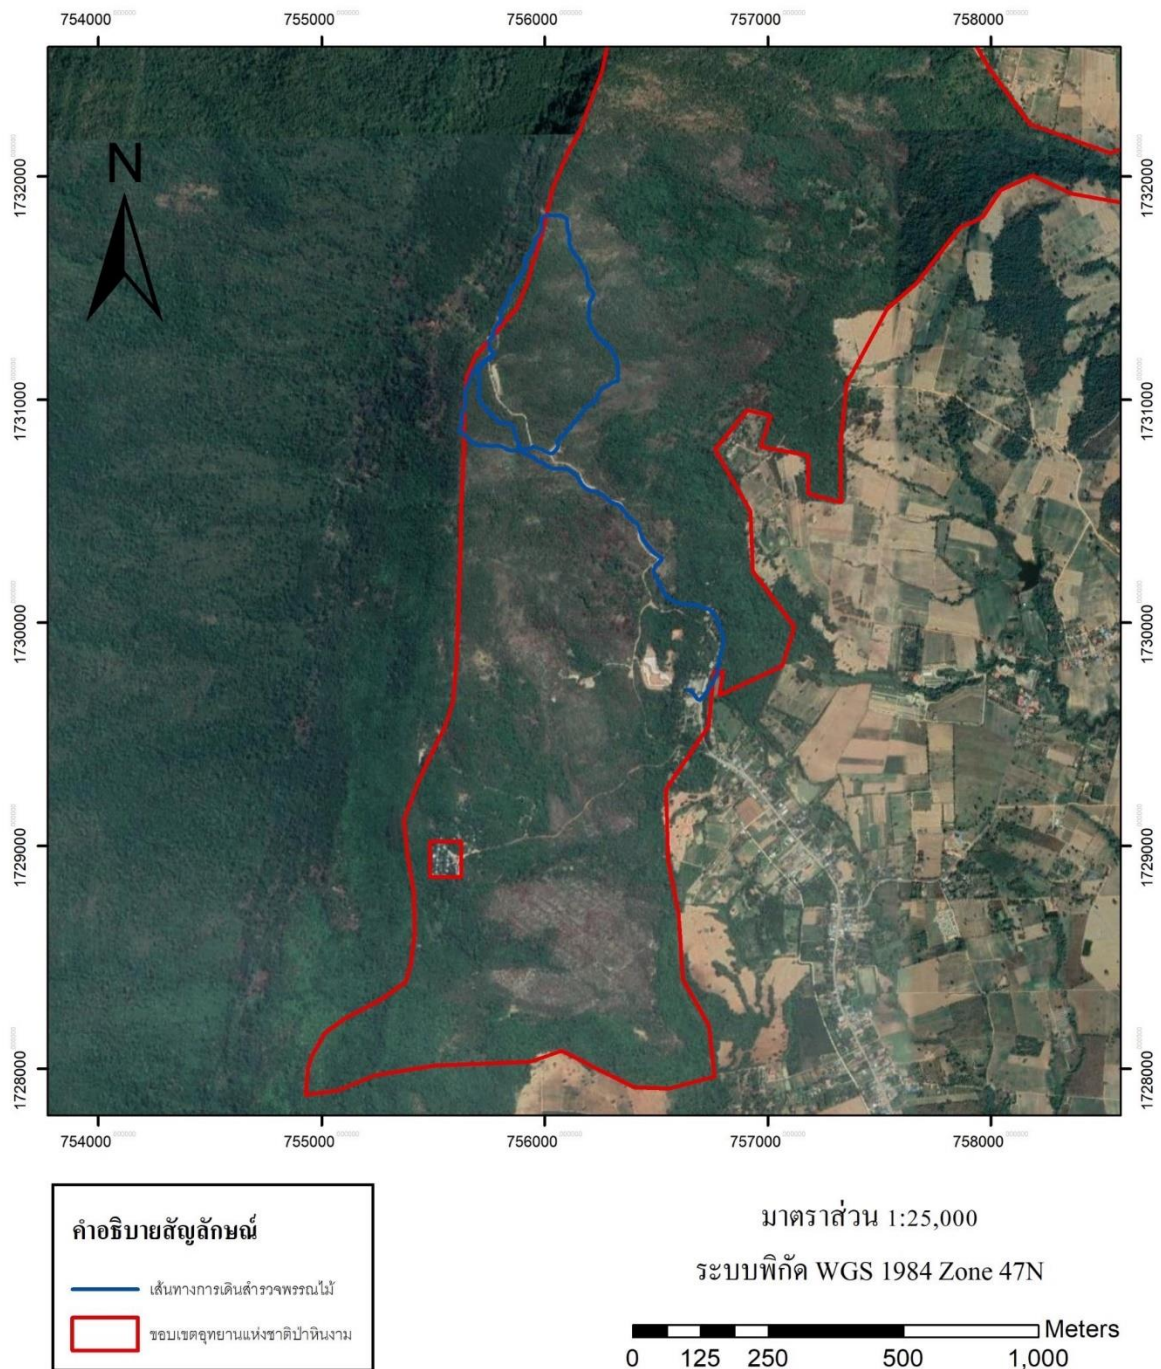 754000 755000 756000 757000 758000
N
1732000 1732000
1731000 1731000
1730000 1730000
1729000 1729000
1728000 1728000
754000 755000 756000 757000 758000
คำอธิบายสัญลักษณ์
เส้นทางการเดินสำรวจพรรณไม้
ขอบเขตอุทยานแห่งชาติป่าหินงาม
มาตราส่วน 1:25,000
ระบบพิกัด WGS 1984 Zone 47N
Meters
0 125 250 500 1,000